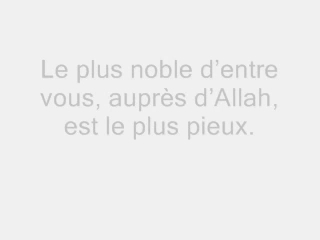 Le plus noble d’entre
vous, auprès d’Allah,
est le plus pieux.